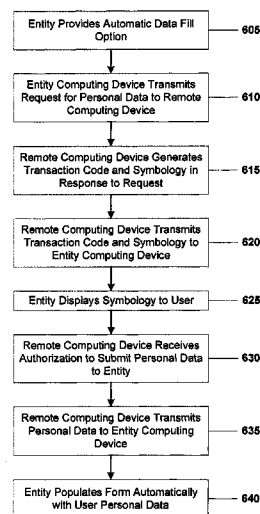 Entity Provides Automatic Data Fill
Option
605
Entity Computing Device Transmits
Request for Personal Data to Remote
Computing Device
610
Remote Computing Device Generates
Transaction Code and Symbology in
Response to Request
615
Remote Computing Device Transmits
Transaction Code and Symbology to
Entity Computing Device
620
Entity Displays Symbology to User
625
Remote Computing Device Receives
Authorization to Submit Personal Data
to Entity
630
Remote Computing Device Transmits
Personal Data to Entity Computing
Device
635
Entity Populates Form Automatically
with User Personal Data
640